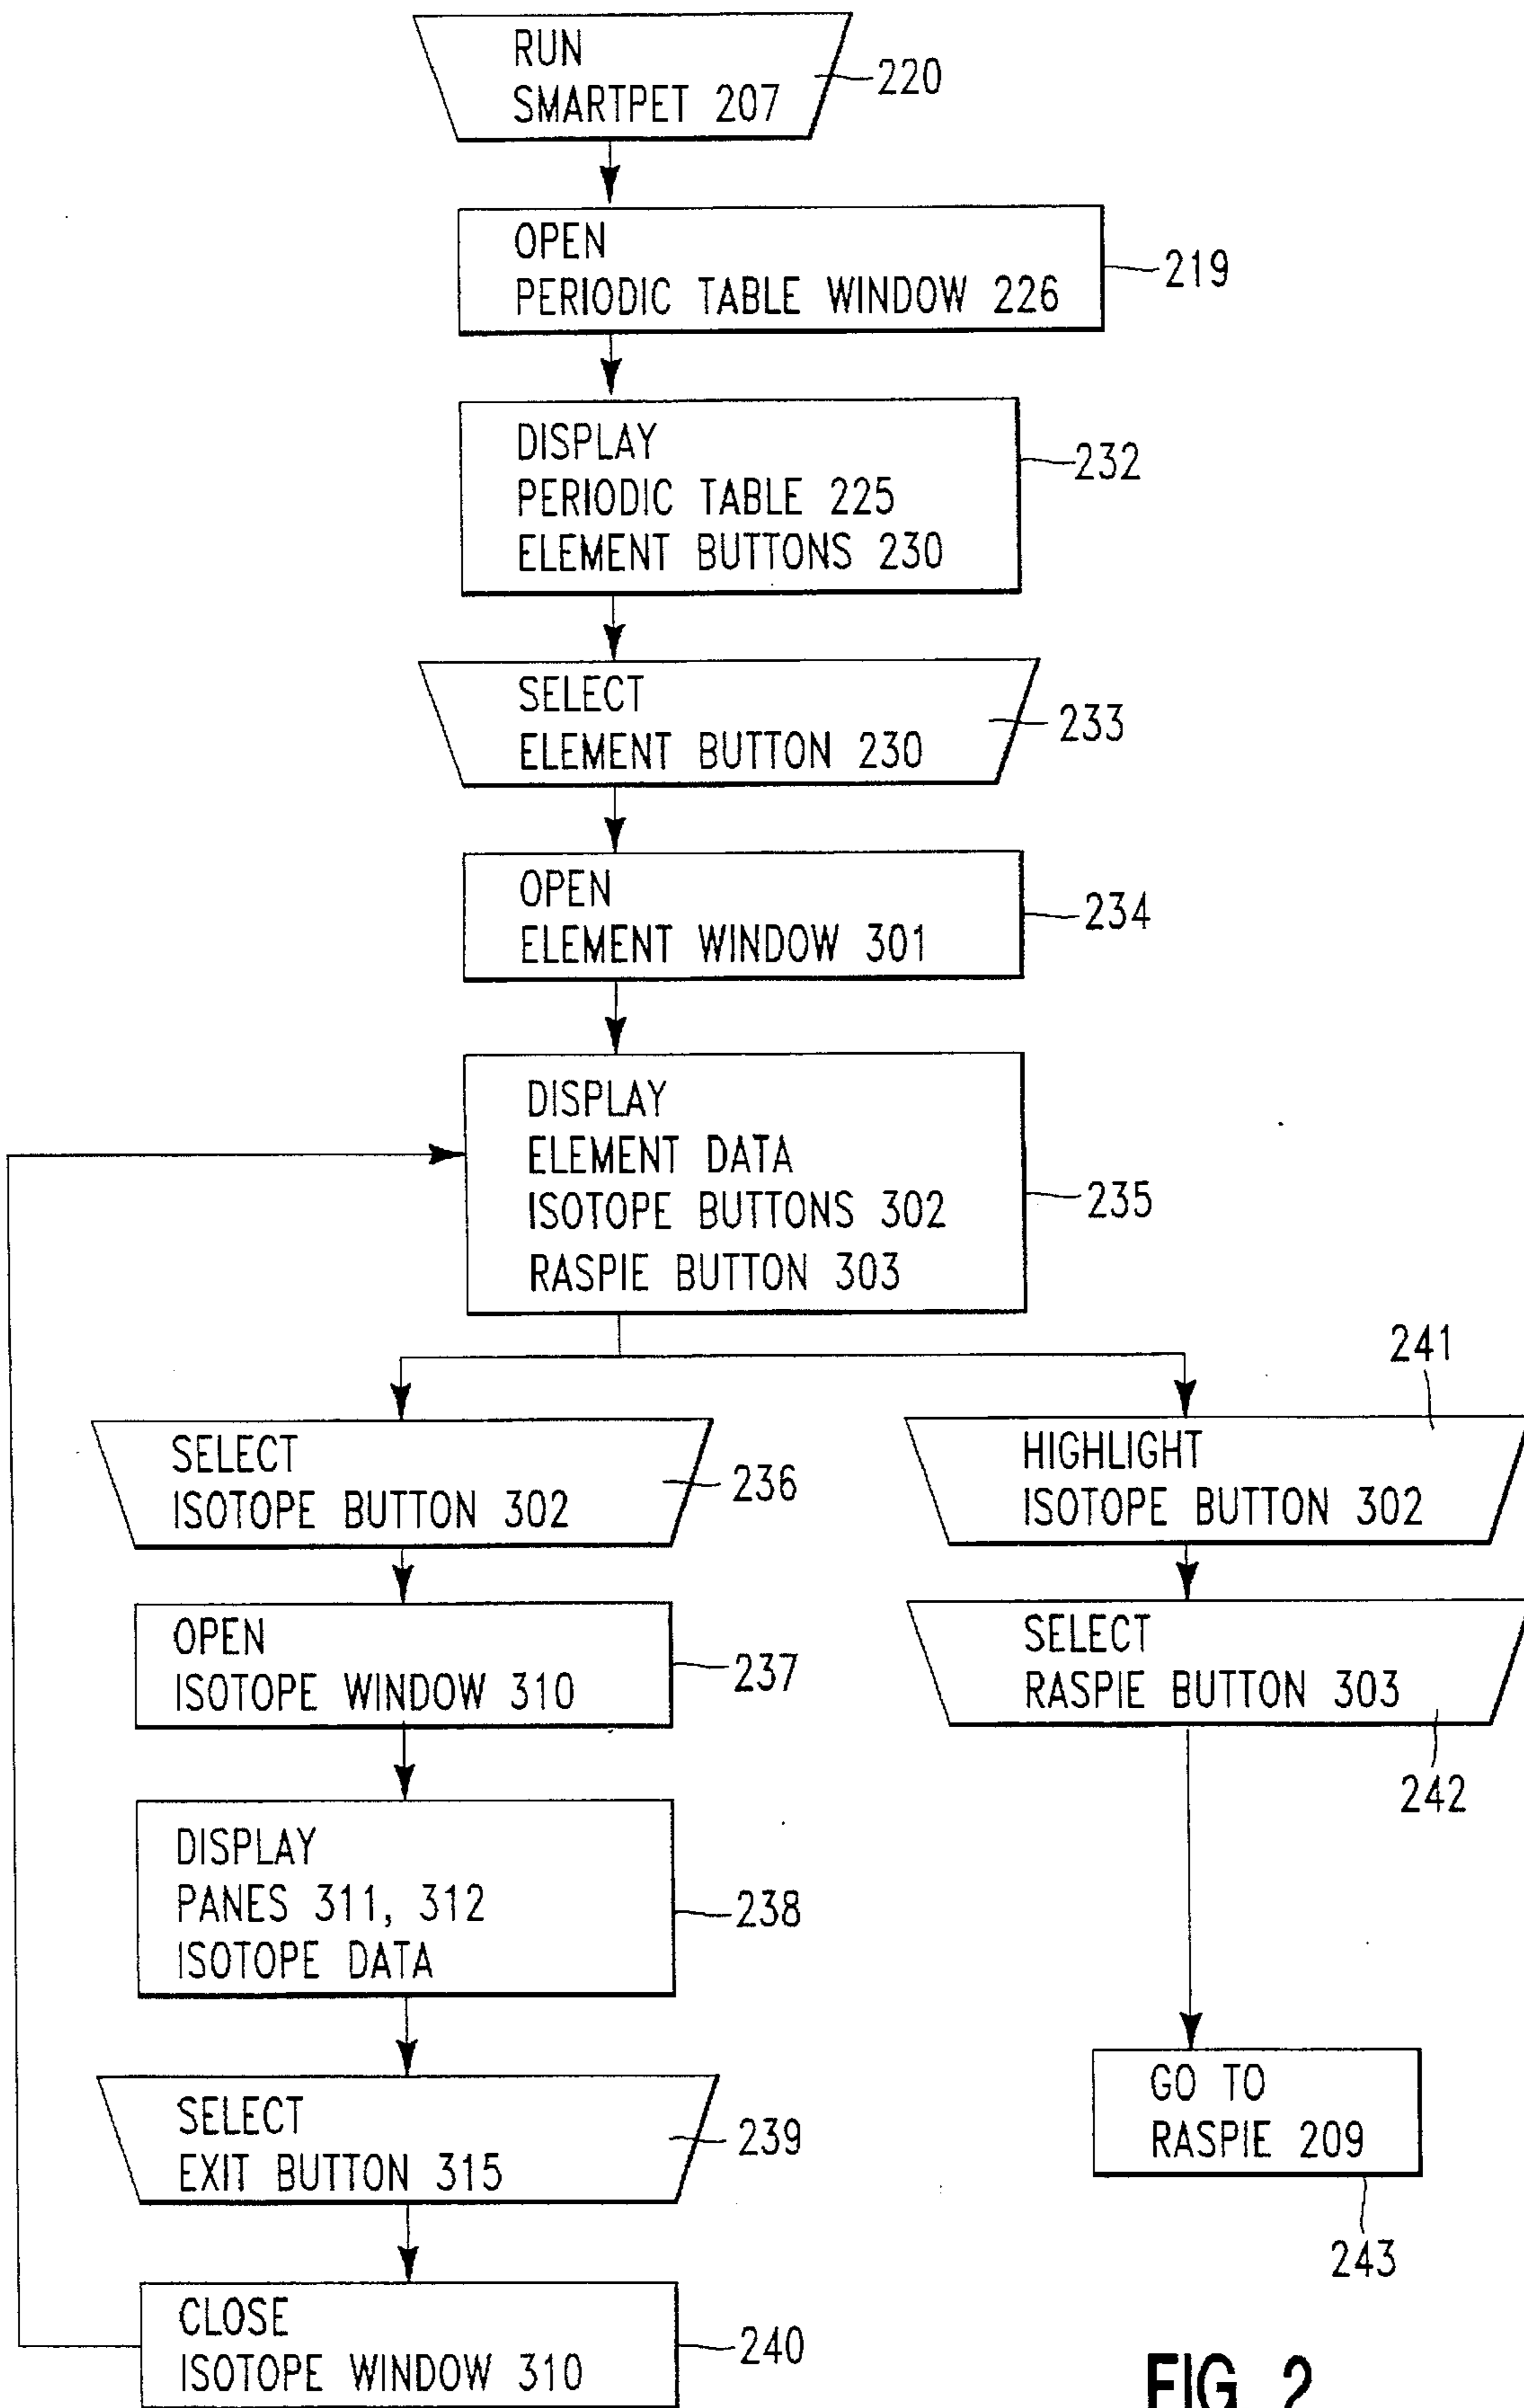 RUN
SMARTPET 207
220
OPEN
PERIODIC TABLE WINDOW 226
219
DISPLAY
PERIODIC TABLE 225
ELEMENT BUTTONS 230
232
SELECT
ELEMENT BUTTON 230
233
OPEN
ELEMENT WINDOW 301
234
DISPLAY
ELEMENT DATA
ISOTOPE BUTTONS 302
RASPIE BUTTON 303
235
SELECT
ISOTOPE BUTTON 302
236
OPEN
ISOTOPE WINDOW 310
237
DISPLAY
PANES 311, 312
ISOTOPE DATA
238
SELECT
EXIT BUTTON 315
239
CLOSE
ISOTOPE WINDOW 310
240
241
HIGHLIGHT
ISOTOPE BUTTON 302
SELECT
RASPIE BUTTON 303
242
GO TO
RASPIE 209
243
FIG. 2